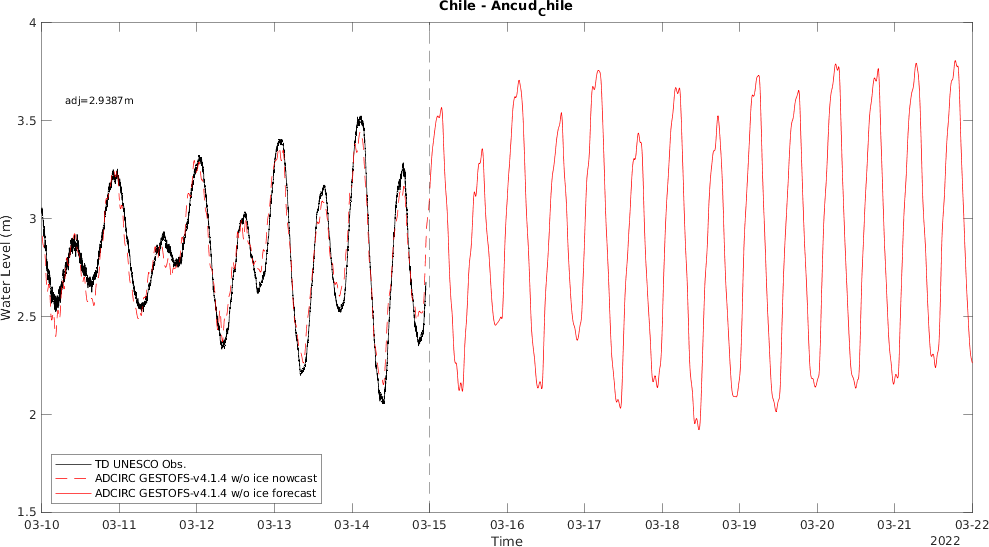 Chile - Ancud_Chile
adj=2.9387m
4
3.5
3
2.5
2
1.5
Water Level (m)
TD UNESCO Obs.
ADCIRC GESTOFS-v4.1.4 w/o ice nowcast
ADCIRC GESTOFS-v4.1.4 w/o ice forecast
03-10 03-11 03-12 03-13 03-14 03-15 03-16 03-17 03-18 03-19 03-20 03-21 03-22
Time
2022